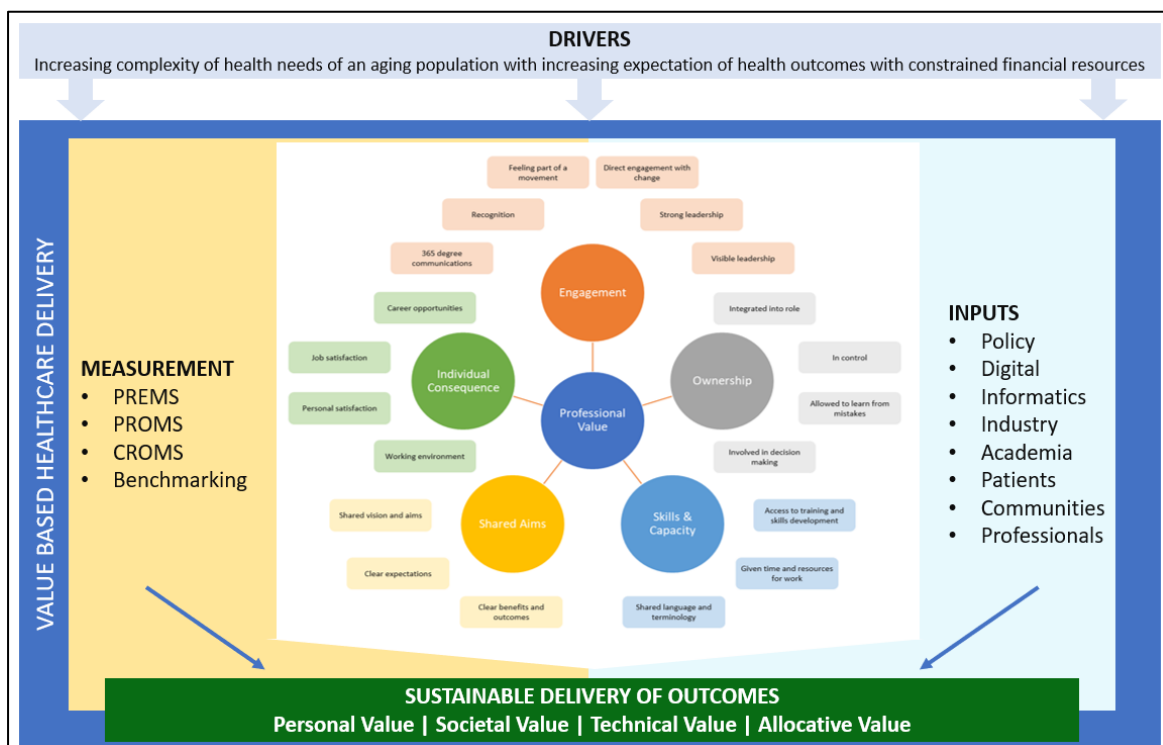 DRIVERS
Increasing complexity of health needs of an aging population with increasing expectation of health outcomes with constrained financial resources
VALUE BASED HEALTHCARE DELIVERY
MEASUREMENT
• PREMS
• PROMS
• CROMS
• Benchmarking
Feeling part of a
movement
Direct engagement with
change
Recognition
Strong leadership
365 degree
communications
Visible leadership
Engagement
Career opportunities
Integrated into role
Job satisfaction
In control
Individual
Consequence
Ownership
Personal satisfaction
Allowed to learn from
mistakes
Professional
Value
Working environment
Involved in decision
making
Shared vision and aims
Shared Aims
Skills &
Capacity
Access to training and
skills development
Clear expectations
Given time and resources
for work
Clear benefits and
outcomes
Shared language and
terminology
INPUTS
• Policy
• Digital
• Informatics
• Industry
• Academia
• Patients
• Communities
• Professionals
SUSTAINABLE DELIVERY OF OUTCOMES
Personal Value | Societal Value | Technical Value | Allocative Value